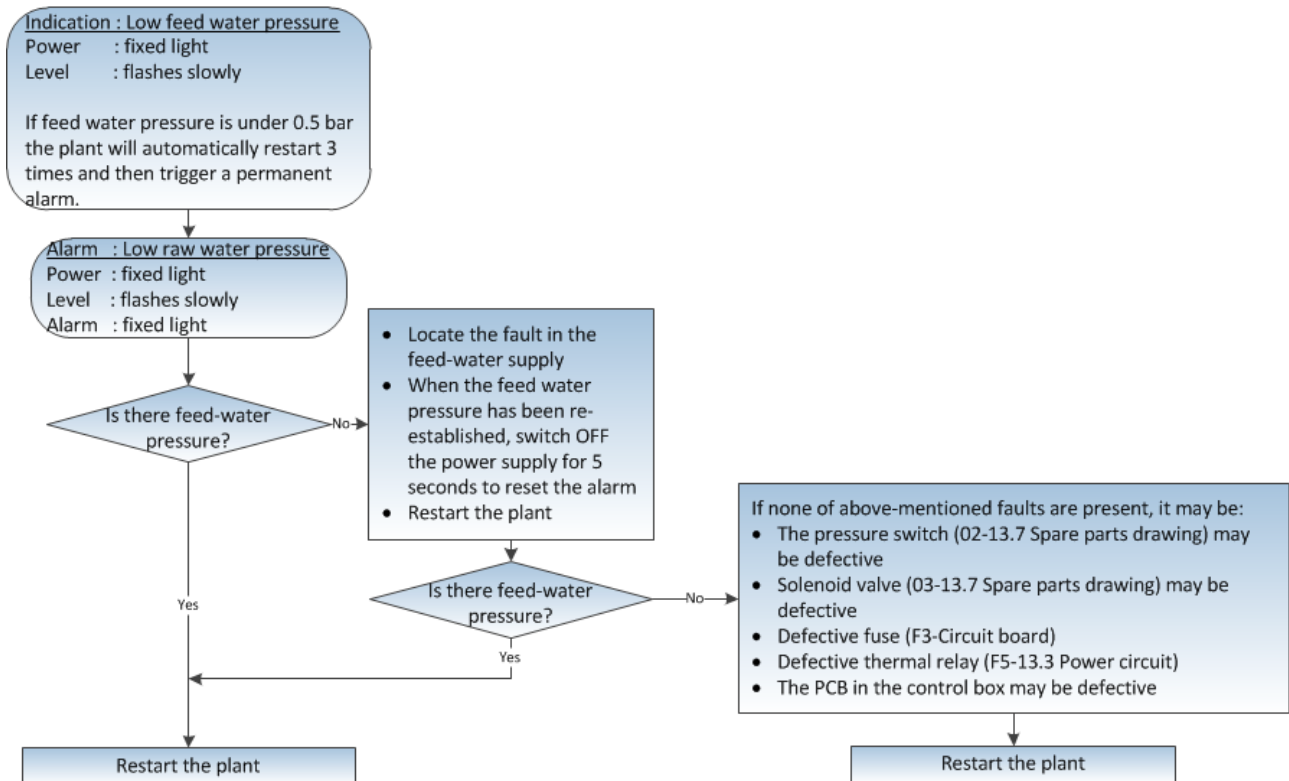 Indication : Low feed water pressure
Power : fixed light
Level : flashes slowly
If feed water pressure is under 0.5 bar
the plant will automatically restart 3
times and then trigger a permanent
alarm.
Alarm : Low raw water pressure
Power : fixed light
Level : flashes slowly
Alarm : fixed light
Is there feed-water
pressure?
No
• Locate the fault in the
feed-water supply
• When the feed water
pressure has been re-
established, switch OFF
the power supply for 5
seconds to reset the alarm
• Restart the plant
Is there feed-water
pressure?
No
If none of above-mentioned faults are present, it may be:
• The pressure switch (02-13.7 Spare parts drawing) may
be defective
• Solenoid valve (03-13.7 Spare parts drawing) may be
defective
• Defective fuse (F3-Circuit board)
• Defective thermal relay (F5-13.3 Power circuit)
• The PCB in the control box may be defective
Yes
Yes
Restart the plant
Restart the plant